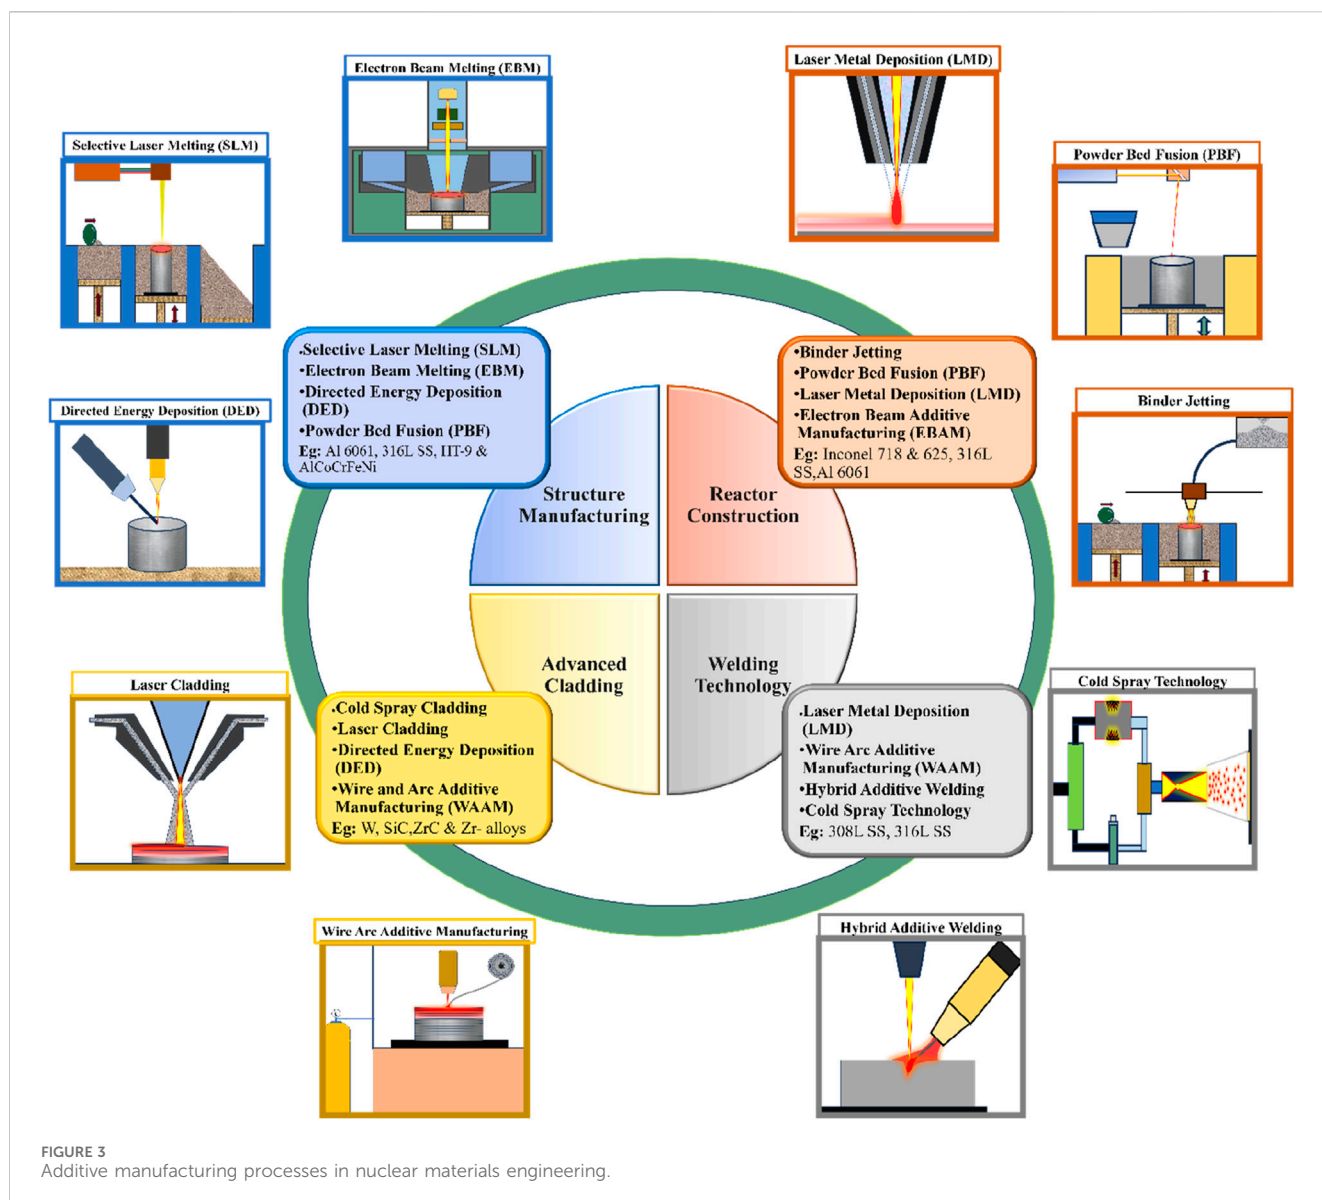 Electron Beam Melting (EBM)
Laser Metal Deposition (LMD)
Selective Laser Melting (SLM)
Powder Bed Fusion (PBF)
•Selective Laser Melting (SLM)
•Electron Beam Melting (EBM)
•Directed Energy Deposition
(DED)
•Powder Bed Fusion (PBF)
Eg: Al 6061, 316L SS, HT-9 &
AlCoCrFeNi
•Binder Jetting
•Powder Bed Fusion (PBF)
•Laser Metal Deposition (LMD)
•Electron Beam Additive
Manufacturing (EBAM)
Eg: Inconel 718 & 625, 316L
SS,Al 6061
Directed Energy Deposition (DED)
Binder Jetting
Structure
Manufacturing
Reactor
Construction
Advanced
Cladding
Welding
Technology
Laser Cladding
Cold Spray Technology
•Cold Spray Cladding
•Laser Cladding
•Directed Energy Deposition
(DED)
•Wire and Arc Additive
Manufacturing (WAAM)
Eg: W, SiC,ZrC & Zr- alloys
•Laser Metal Deposition
(LMD)
•Wire Arc Additive
Manufacturing (WAAM)
•Hybrid Additive Welding
•Cold Spray Technology
Eg: 308L SS, 316L SS
Wire Arc Additive Manufacturing
Hybrid Additive Welding
FIGURE 3
Additive manufacturing processes in nuclear materials engineering.